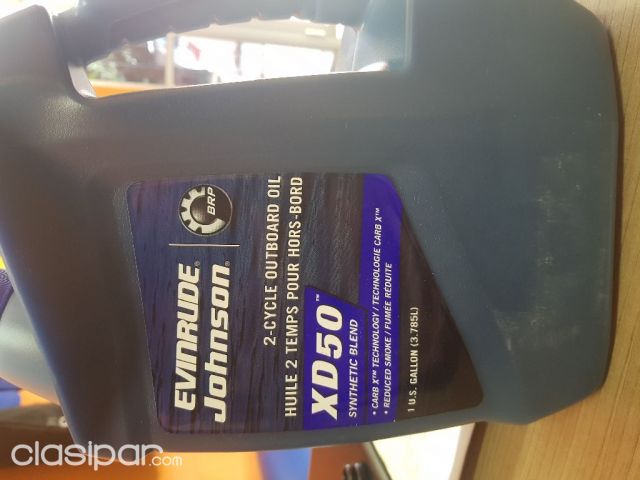 EVINRUDE®
Johnson®
BRP
2-CYCLE OUTBOARD OIL
HUILE 2 TEMPS POUR HORS-BORD
XD50™
SYNTHETIC BLEND
• CARB X™ TECHNOLOGY / TECHNOLOGIE CARB X™
• REDUCED SMOKE / FUMÉE RÉDUITE
1 U.S. GALLON (3.785L)
clasipar.com